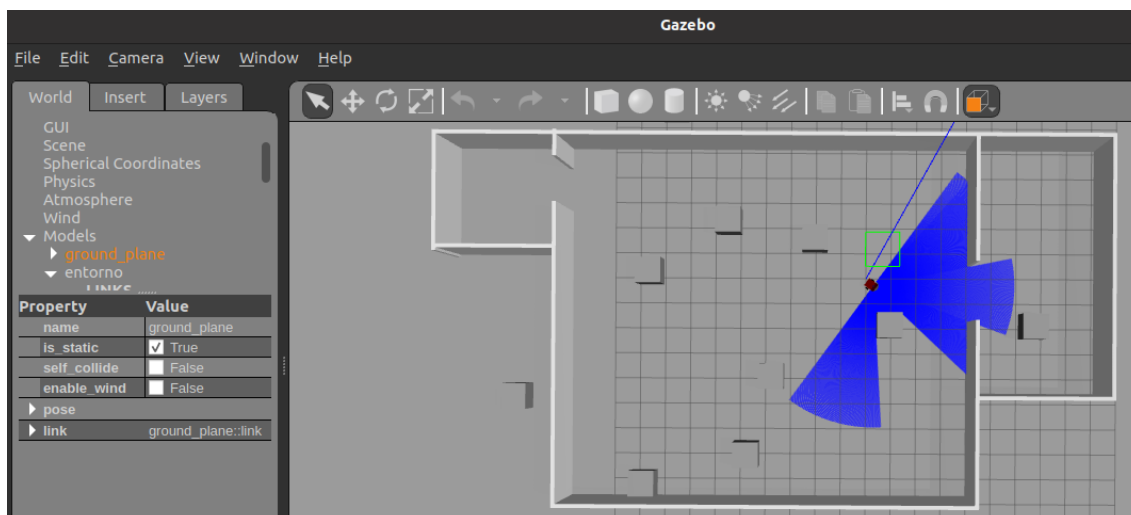 Gazebo
File Edit Camera View Window Help
World Insert Layers
GUI
Scene
Spherical Coordinates
Physics
Atmosphere
Wind
Models
ground_plane
entorno
LINKS
Property Value
name ground_plane
is_static True
self_collide False
enable_wind False
pose
link ground_plane::link